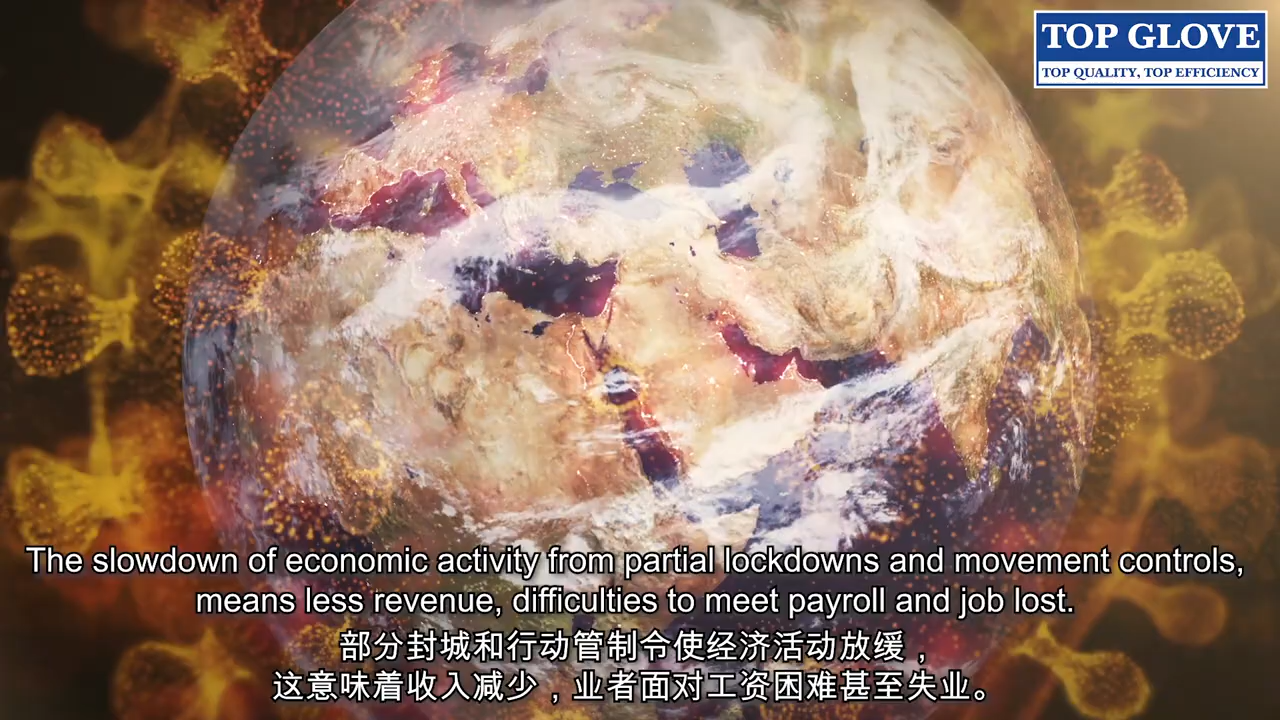 TOP GLOVE
TOP QUALITY, TOP EFFICIENCY
The slowdown of economic activity from partial lockdowns and movement controls,
means less revenue, difficulties to meet payroll and job lost.
部分封城和行动管制令使经济活动放缓，
这意味着收入减少，业者面对工资困难甚至失业。